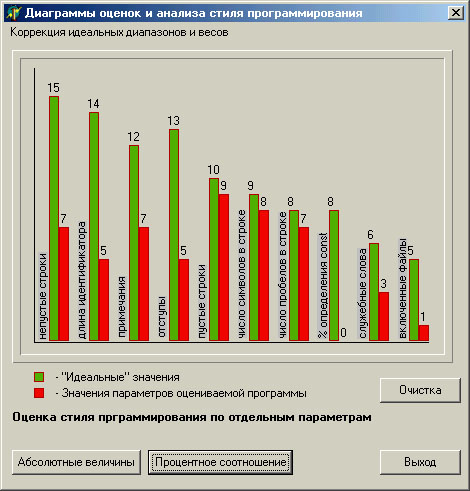 Диаграммы оценок и анализа стиля программирования
Коррекция идеальных диапазонов и весов
15
7
непустые строки
14
5
длина идентификатора
12
7
примечания
13
5
отступы
10
9
пустые строки
9
8
число символов в строке
8
7
число пробелов в строке
8
0
% определения const
6
3
служебные слова
5
1
включенные файлы
- "Идеальные" значения
- Значения параметров оцениваемой программы
Очистка
Оценка стиля прграммирования по отдельным параметрам
Абсолютные величины
Процентное соотношение
Выход